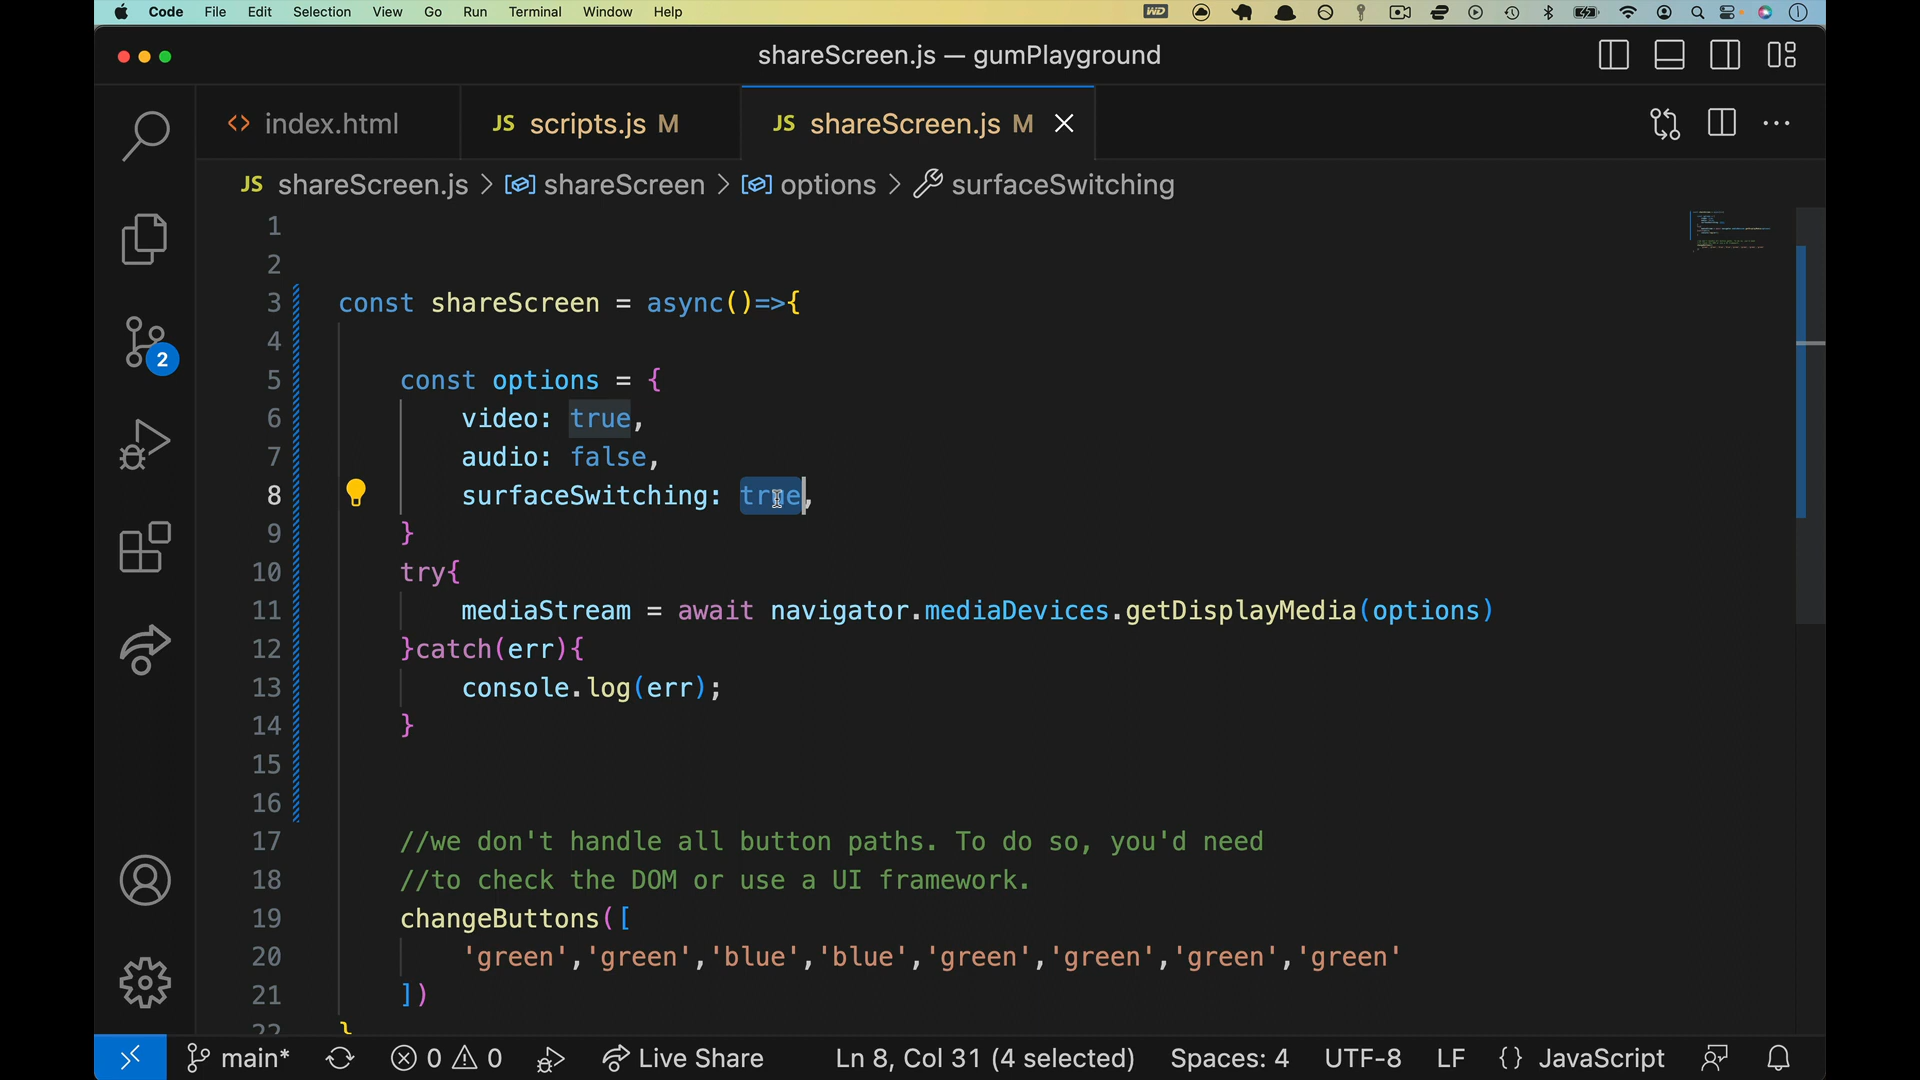 Code File Edit Selection View Go Run Terminal Window Help
shareScreen.js — gumPlayground
<> index.html JS scripts.js M JS shareScreen.js M
JS shareScreen.js > shareScreen > options > surfaceSwitching
1
2
3 const shareScreen = async()=>{
4
5 const options = {
6 video: true,
7 audio: false,
8 surfaceSwitching: true,
9 }
10 try{
11 mediaStream = await navigator.mediaDevices.getDisplayMedia(options)
12 }catch(err){
13 console.log(err);
14 }
15
16
17 //we don't handle all button paths. To do so, you'd need
18 //to check the DOM or use a UI framework.
19 changeButtons([
20 'green','green','blue','blue','green','green','green','green'
21 ])
22 }
2
main* 0 0 Live Share Ln 8, Col 31 (4 selected) Spaces: 4 UTF-8 LF {} JavaScript